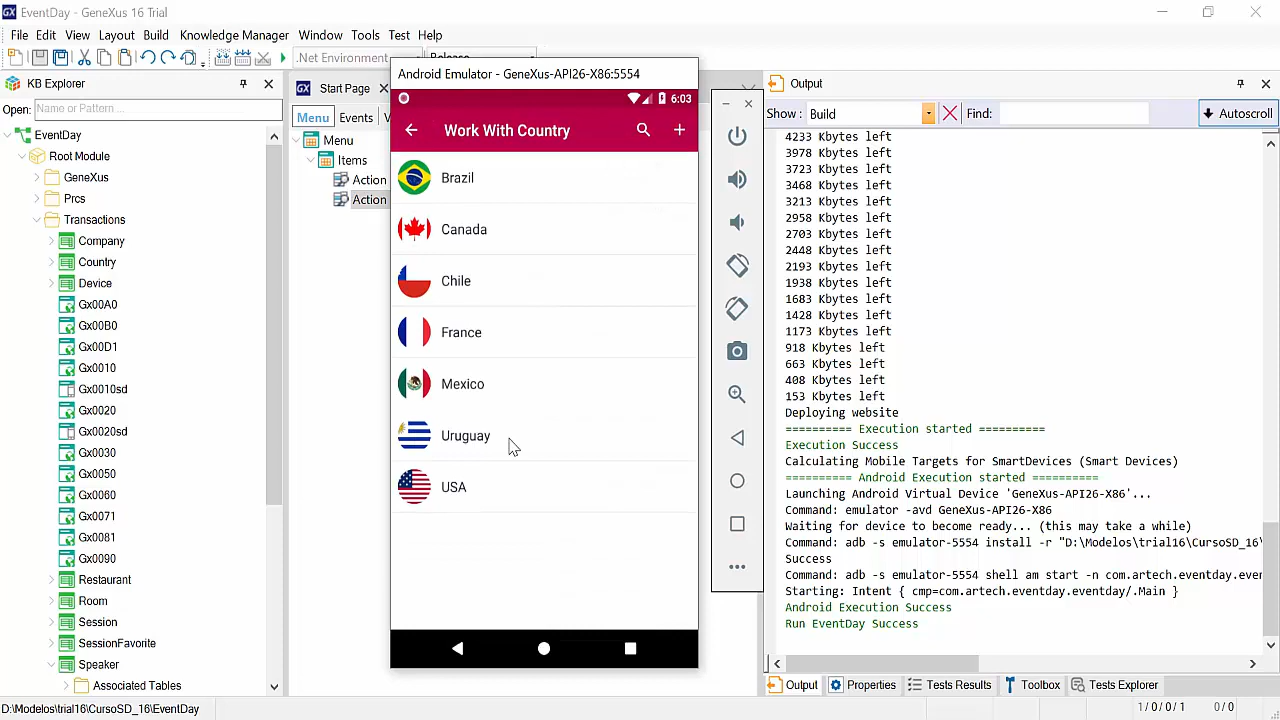 EventDay - GeneXus 16 Trial
File Edit View Layout Build Knowledge Manager Window Tools Test Help
.Net Environment Release
KB Explorer
Open: Name or Pattern ...
EventDay
Root Module
GeneXus
Prcs
Transactions
Company
Country
Device
Gx00A0
Gx00B0
Gx00D1
Gx0010
Gx0010sd
Gx0020
Gx0020sd
Gx0030
Gx0050
Gx0060
Gx0071
Gx0081
Gx0090
Restaurant
Room
Session
SessionFavorite
Speaker
Associated Tables
Start Page
Menu Events
Menu
Items
Action
Action
Android Emulator - GeneXus-API26-X86:5554
6:03
Work With Country
Brazil
Canada
Chile
France
Mexico
Uruguay
USA
Output
Show : Build Find: Autoscroll
4233 Kbytes left
3978 Kbytes left
3723 Kbytes left
3468 Kbytes left
3213 Kbytes left
2958 Kbytes left
2703 Kbytes left
2448 Kbytes left
2193 Kbytes left
1938 Kbytes left
1683 Kbytes left
1428 Kbytes left
1173 Kbytes left
918 Kbytes left
663 Kbytes left
408 Kbytes left
153 Kbytes left
Deploying website
========== Execution started ==========
Execution Success
Calculating Mobile Targets for SmartDevices (Smart Devices)
========== Android Execution started ==========
Launching Android Virtual Device 'GeneXus-API26-X86'...
Command: emulator -avd GeneXus-API26-X86
Waiting for device to become ready... (this may take a while)
Command: adb -s emulator-5554 install -r "D:\Modelos\trial16\CursoSD_16\
Success
Command: adb -s emulator-5554 shell am start -n com.artech.eventday.even
Starting: Intent { cmp=com.artech.eventday.eventday/.Main }
Android Execution Success
Run EventDay Success
Output Properties Tests Results Toolbox Tests Explorer
D:\Modelos\trial16\CursoSD_16\EventDay
1/0/0/1 0/0